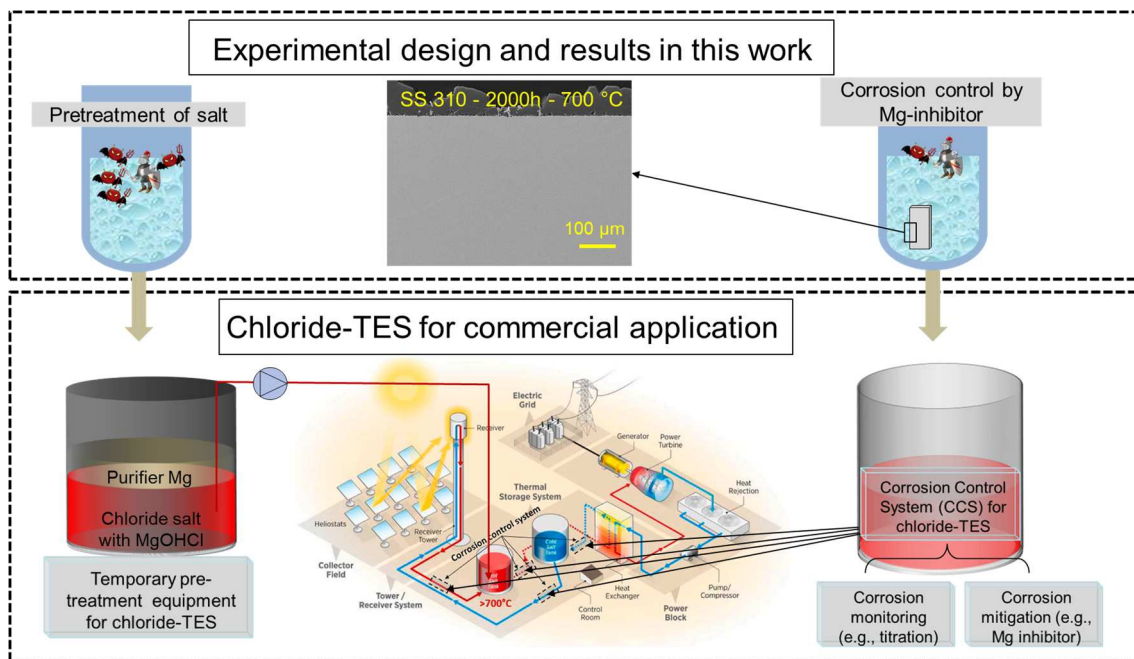 Experimental design and results in this work
Pretreatment of salt
SS 310 - 2000h - 700 °C
100 µm
Corrosion control by
Mg-inhibitor
Chloride-TES for commercial application
Purifier Mg
Chloride salt
with MgOHCl
Temporary pre-
treatment equipment
for chloride-TES
Receiver
Heliostats
Receiver
Tower
Collector
Field
Tower /
Receiver System
Electric
Grid
Generator
Power
Turbine
Heat
Rejection
Thermal
Storage System
Corrosion control system
Cold
Salt
Tank
>700°C
Control
Room
Heat
Exchanger
Pump/
Compressor
Power
Block
Corrosion Control
System (CCS) for
chloride-TES
Corrosion
monitoring
(e.g., titration)
Corrosion
mitigation (e.g.,
Mg inhibitor)